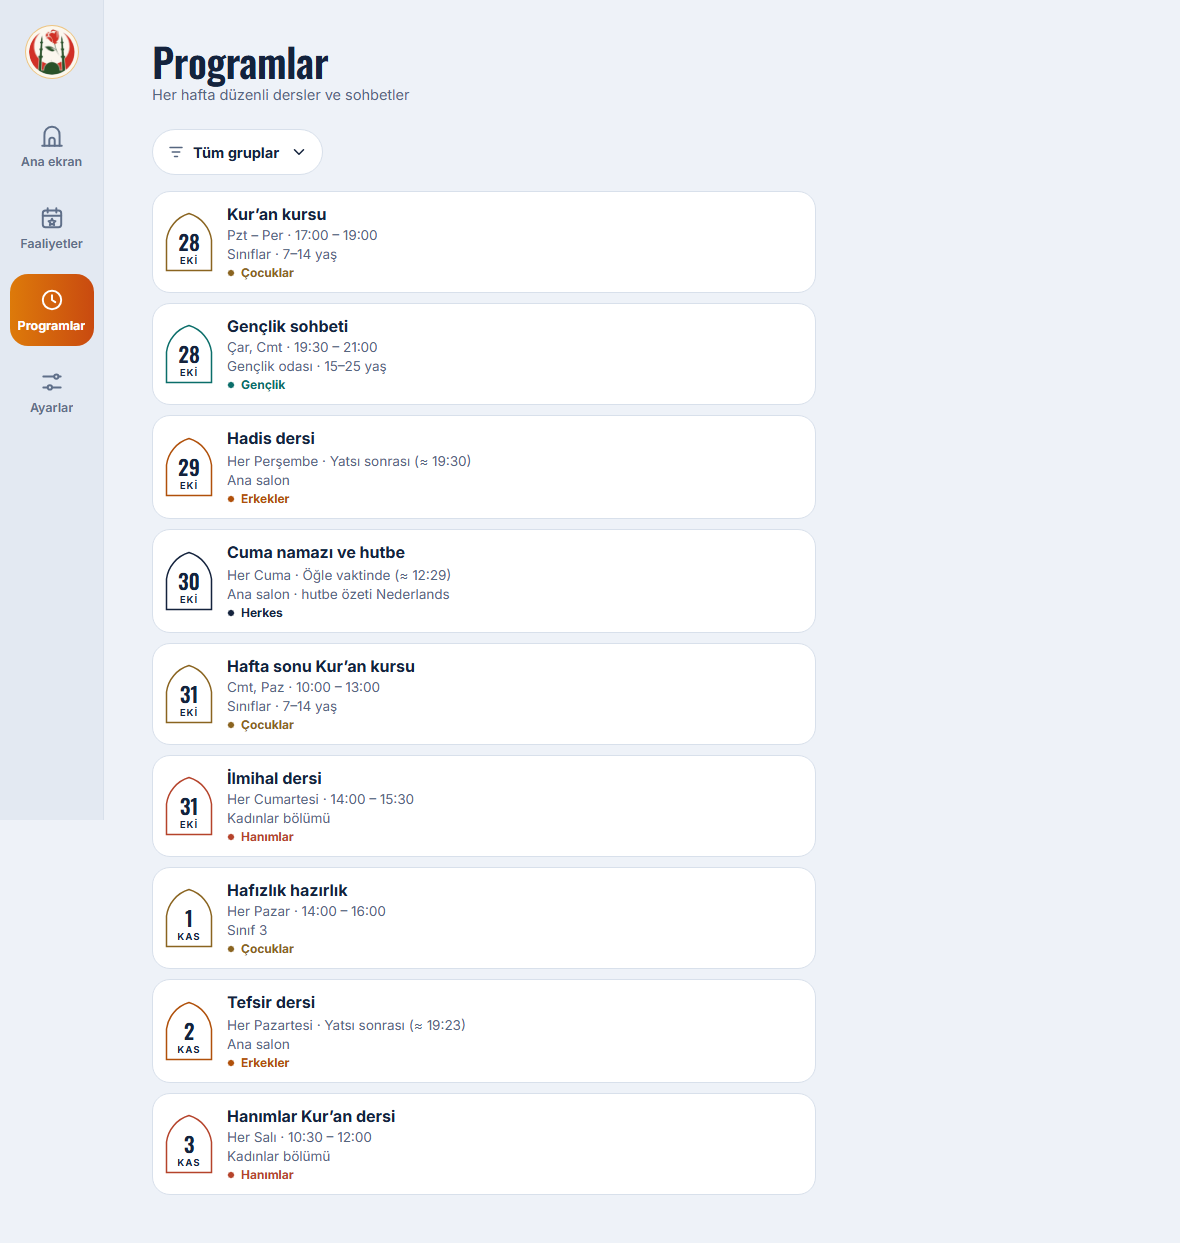 Programlar
Her hafta düzenli dersler ve sohbetler
Ana ekran
Faaliyetler
Programlar
Ayarlar
Tüm gruplar
28
EKİ
Kur’an kursu
Pzt – Per · 17:00 – 19:00
Sınıflar · 7–14 yaş
Çocuklar
28
EKİ
Gençlik sohbeti
Çar, Cmt · 19:30 – 21:00
Gençlik odası · 15–25 yaş
Gençlik
29
EKİ
Hadis dersi
Her Perşembe · Yatsı sonrası (≈ 19:30)
Ana salon
Erkekler
30
EKİ
Cuma namazı ve hutbe
Her Cuma · Öğle vaktinde (≈ 12:29)
Ana salon · hutbe özeti Nederlands
Herkes
31
EKİ
Hafta sonu Kur’an kursu
Cmt, Paz · 10:00 – 13:00
Sınıflar · 7–14 yaş
Çocuklar
31
EKİ
İlmihal dersi
Her Cumartesi · 14:00 – 15:30
Kadınlar bölümü
Hanımlar
1
KAS
Hafızlık hazırlık
Her Pazar · 14:00 – 16:00
Sınıf 3
Çocuklar
2
KAS
Tefsir dersi
Her Pazartesi · Yatsı sonrası (≈ 19:23)
Ana salon
Erkekler
3
KAS
Hanımlar Kur’an dersi
Her Salı · 10:30 – 12:00
Kadınlar bölümü
Hanımlar